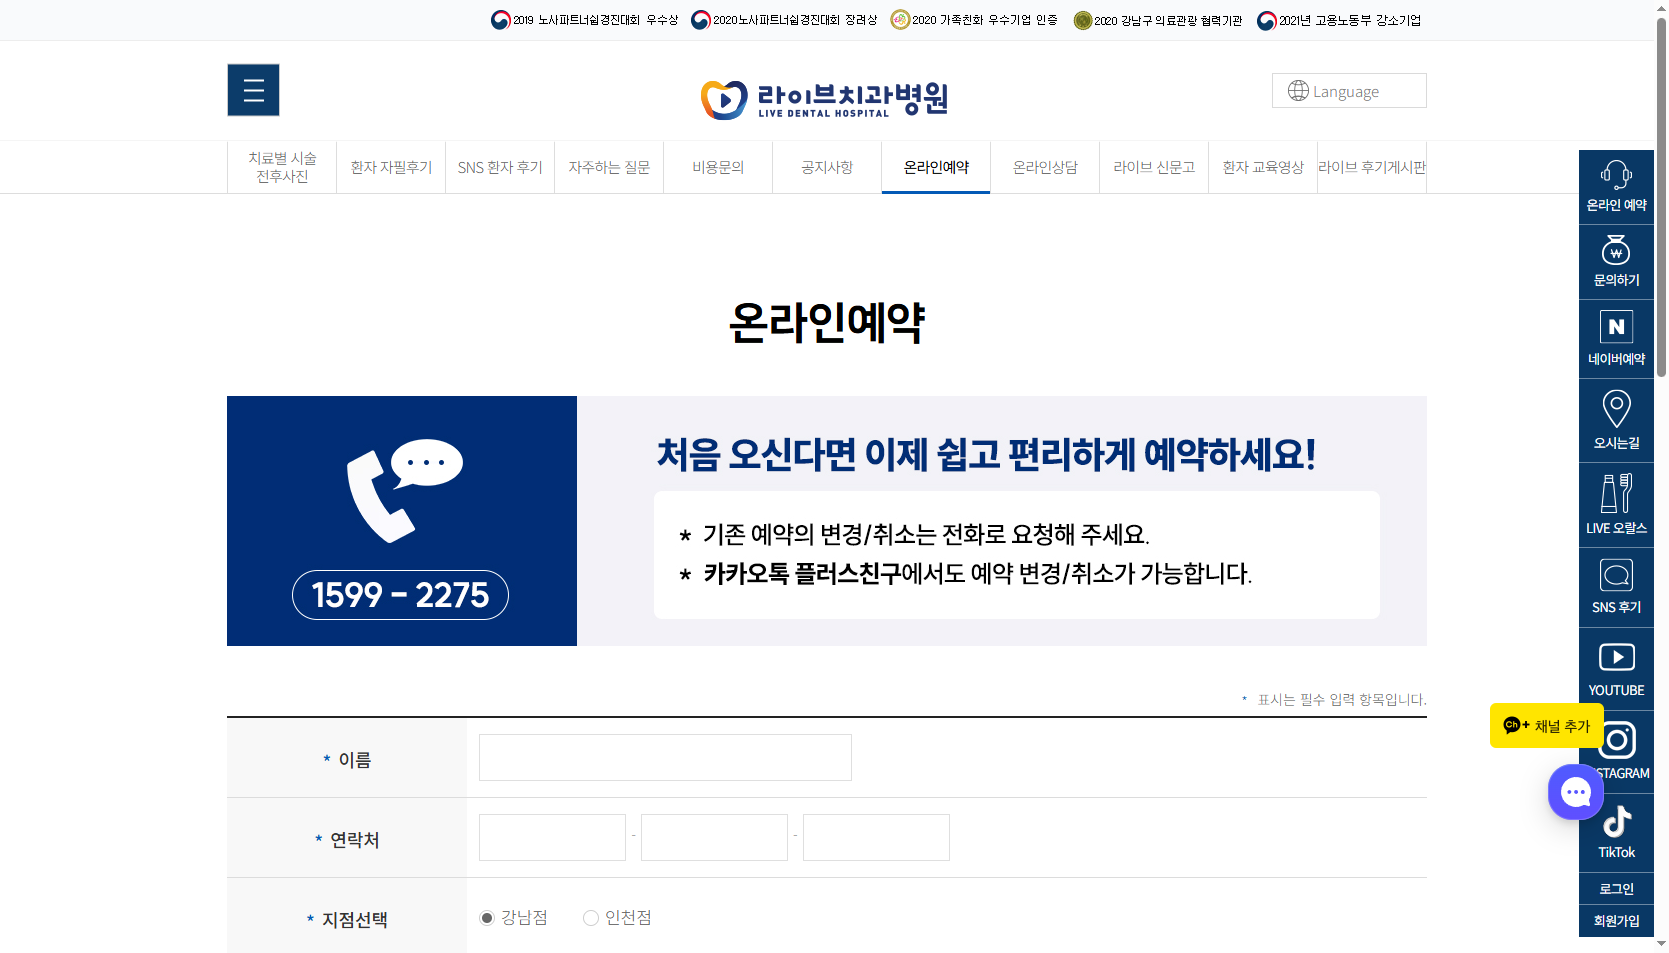 2019 노사파트너쉽경진대회 우수상 2020노사파트너쉽경진대회 장려상 2020 가족친화 우수기업 인증 2020 강남구 의료관광 협력기관 2021년 고용노동부 강소기업
라이브치과병원
LIVE DENTAL HOSPITAL
Language
치료별 시술
전후사진
환자 자필후기
SNS 환자 후기
자주하는 질문
비용문의
공지사항
온라인예약
온라인상담
라이브 신문고
환자 교육영상
라이브 후기게시판
온라인예약
처음 오신다면 이제 쉽고 편리하게 예약하세요!
* 기존 예약의 변경/취소는 전화로 요청해 주세요.
* 카카오톡 플러스친구에서도 예약 변경/취소가 가능합니다.
1599 - 2275
* 표시는 필수 입력 항목입니다.
* 이름
* 연락처
- -
* 지점선택
강남점 인천점
온라인 예약
₩
문의하기
N
네이버예약
오시는길
LIVE 오랄스
SNS 후기
YOUTUBE
Ch+ 채널 추가
STAGRAM
TikTok
로그인
회원가입